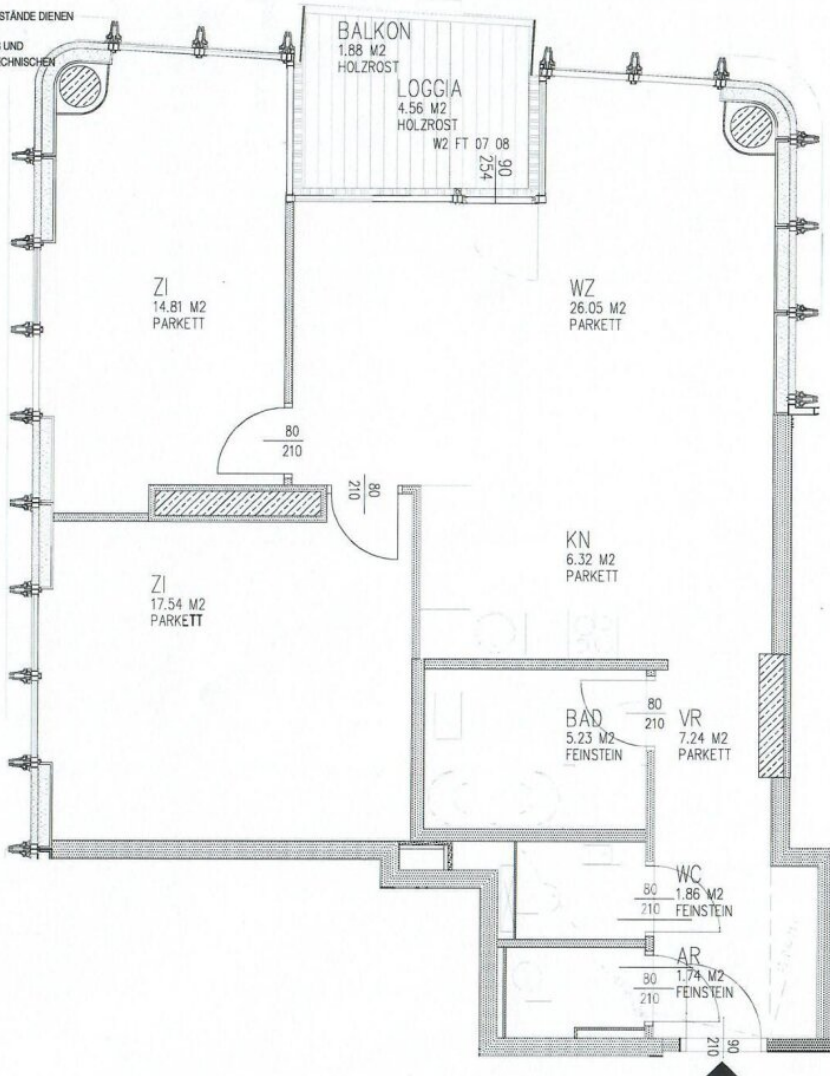 STÄNDE DIENEN
UND
ECHNISCHEN
BALKON
1.88 M2
HOLZROST
LOGGIA
4.56 M2
HOLZROST
W2 FT 07 08
90
254
ZI
14.81 M2
PARKETT
WZ
26.05 M2
PARKETT
80
210
80
210
KN
6.32 M2
PARKETT
ZI
17.54 M2
PARKETT
BAD
5.23 M2
FEINSTEIN
80
210
VR
7.24 M2
PARKETT
WC
1.86 M2
FEINSTEIN
80
210
AR
1.74 M2
FEINSTEIN
80
210
90
210